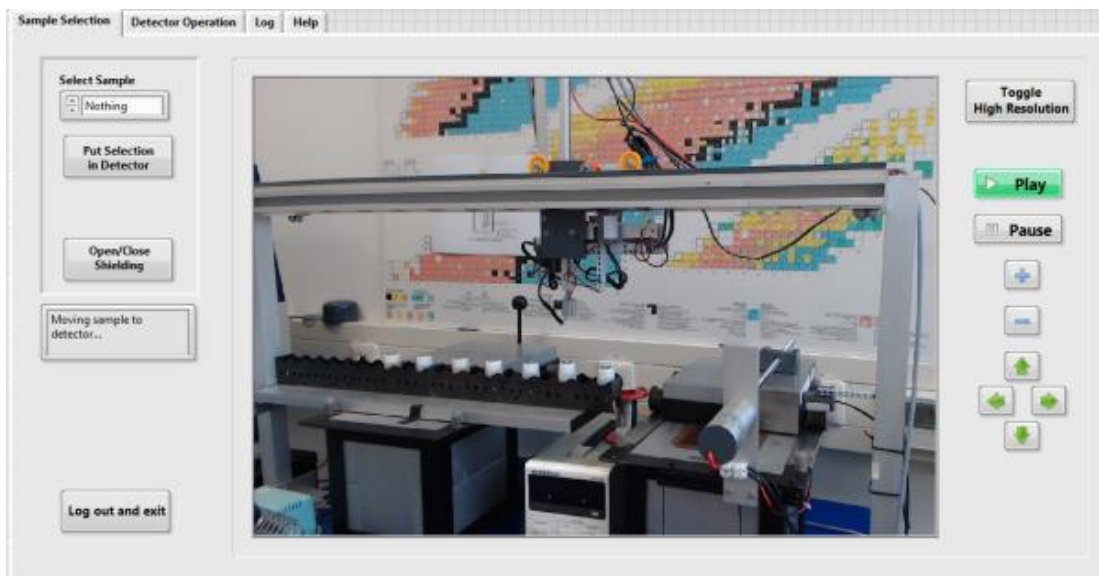 Sample Selection
Detector Operation
Log
Help
Select Sample
Nothing
Put Selection
in Detector
Open/Close
Shielding
Moving sample to
detector...
Log out and exit
Toggle
High Resolution
Play
Pause